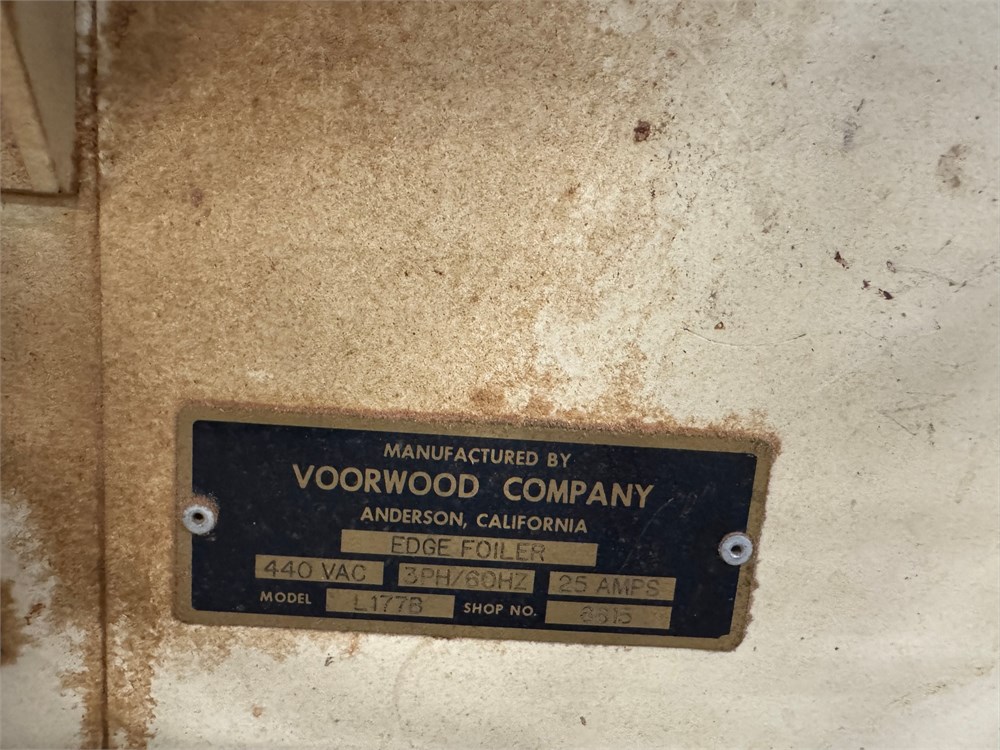 MANUFACTURED BY
VOORWOOD COMPANY
ANDERSON, CALIFORNIA
EDGE FOILER
440 VAC 3PH/60HZ 25 AMPS
MODEL L177B SHOP NO.